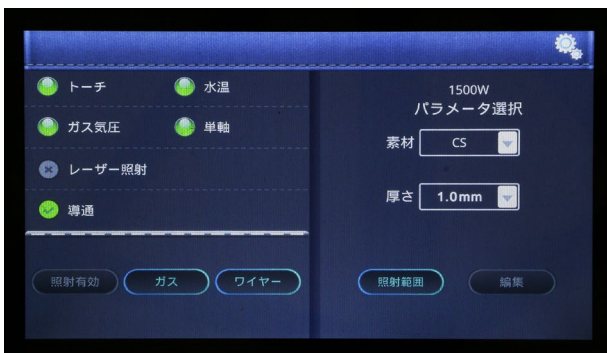 トーチ 水温
ガス気圧 単軸
レーザー照射
導通
照射有効 ガス ワイヤー
1500W
パラメータ選択
素材 CS
厚さ 1.0mm
照射範囲 編集